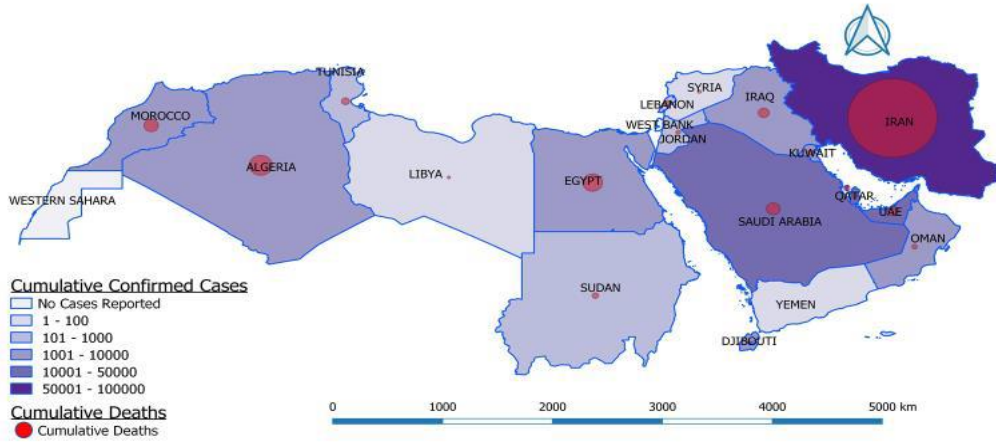 TUNISIA
MOROCCO
ALGERIA
LIBYA
EGYPT
WESTERN SAHARA
SUDAN
SYRIA
LEBANON
IRAQ
WEST BANK
JORDAN
IRAN
KUWAIT
QATAR
UAE
SAUDI ARABIA
OMAN
YEMEN
DJIBOUTI
Cumulative Confirmed Cases
No Cases Reported
1 - 100
101 - 1000
1001 - 10000
10001 - 50000
50001 - 100000
Cumulative Deaths
Cumulative Deaths
0 1000 2000 3000 4000 5000 km